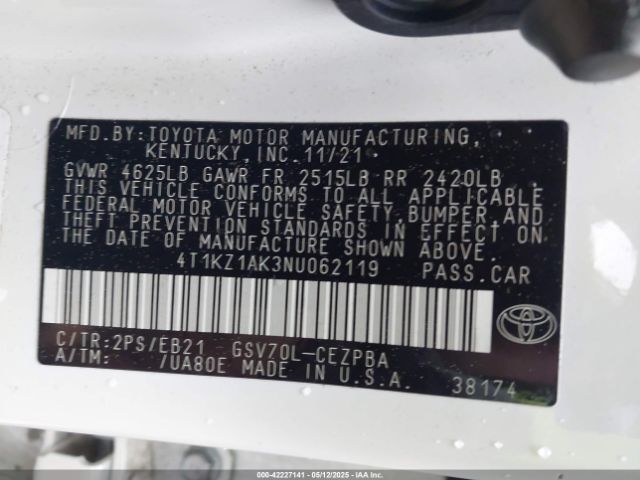 MFD.BY: TOYOTA MOTOR MANUFACTURING,
KENTUCKY, INC. 11/21
GVWR 4625LB GAWR FR 2515LB RR 2420LB
THIS VEHICLE CONFORMS TO ALL APPLICABLE
FEDERAL MOTOR VEHICLE SAFETY, BUMPER, AND
THEFT PREVENTION STANDARDS IN EFFECT ON
THE DATE OF MANUFACTURE SHOWN ABOVE.
4T1KZ1AK3NU062119 PASS.CAR
C/TR:2PS/EB21 GSV70L-CEZPBA
A/TM: /UA80E MADE IN U.S.A. 38174
000-42227141 - 05/12/2025 - IAA Inc.